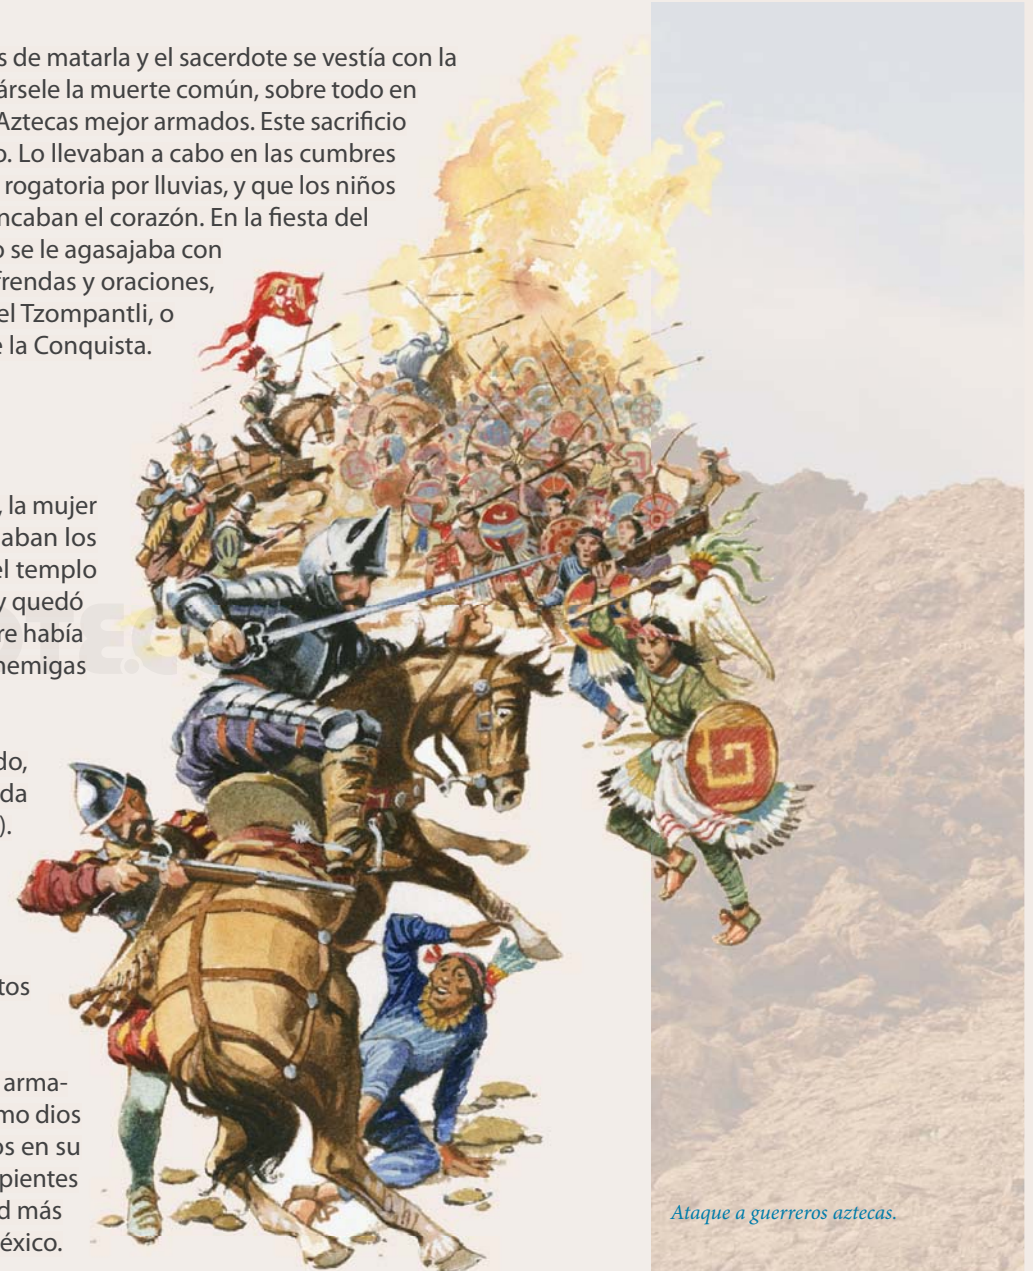 s de matarla y el sacerdote se vestía con la
ársele la muerte común, sobre todo en
Aztecas mejor armados. Este sacrificio
o. Lo llevaban a cabo en las cumbres
rogatoria por lluvias, y que los niños
ncaban el corazón. En la fiesta del
o se le agasajaba con
frendas y oraciones,
el Tzompantli, o
e la Conquista.
, la mujer
aban los
el templo
y quedó
re había
nemigas
do,
da
).
tos
arma-
mo dios
os en su
pientes
d más
éxico.
Ataque a guerreros aztecas.